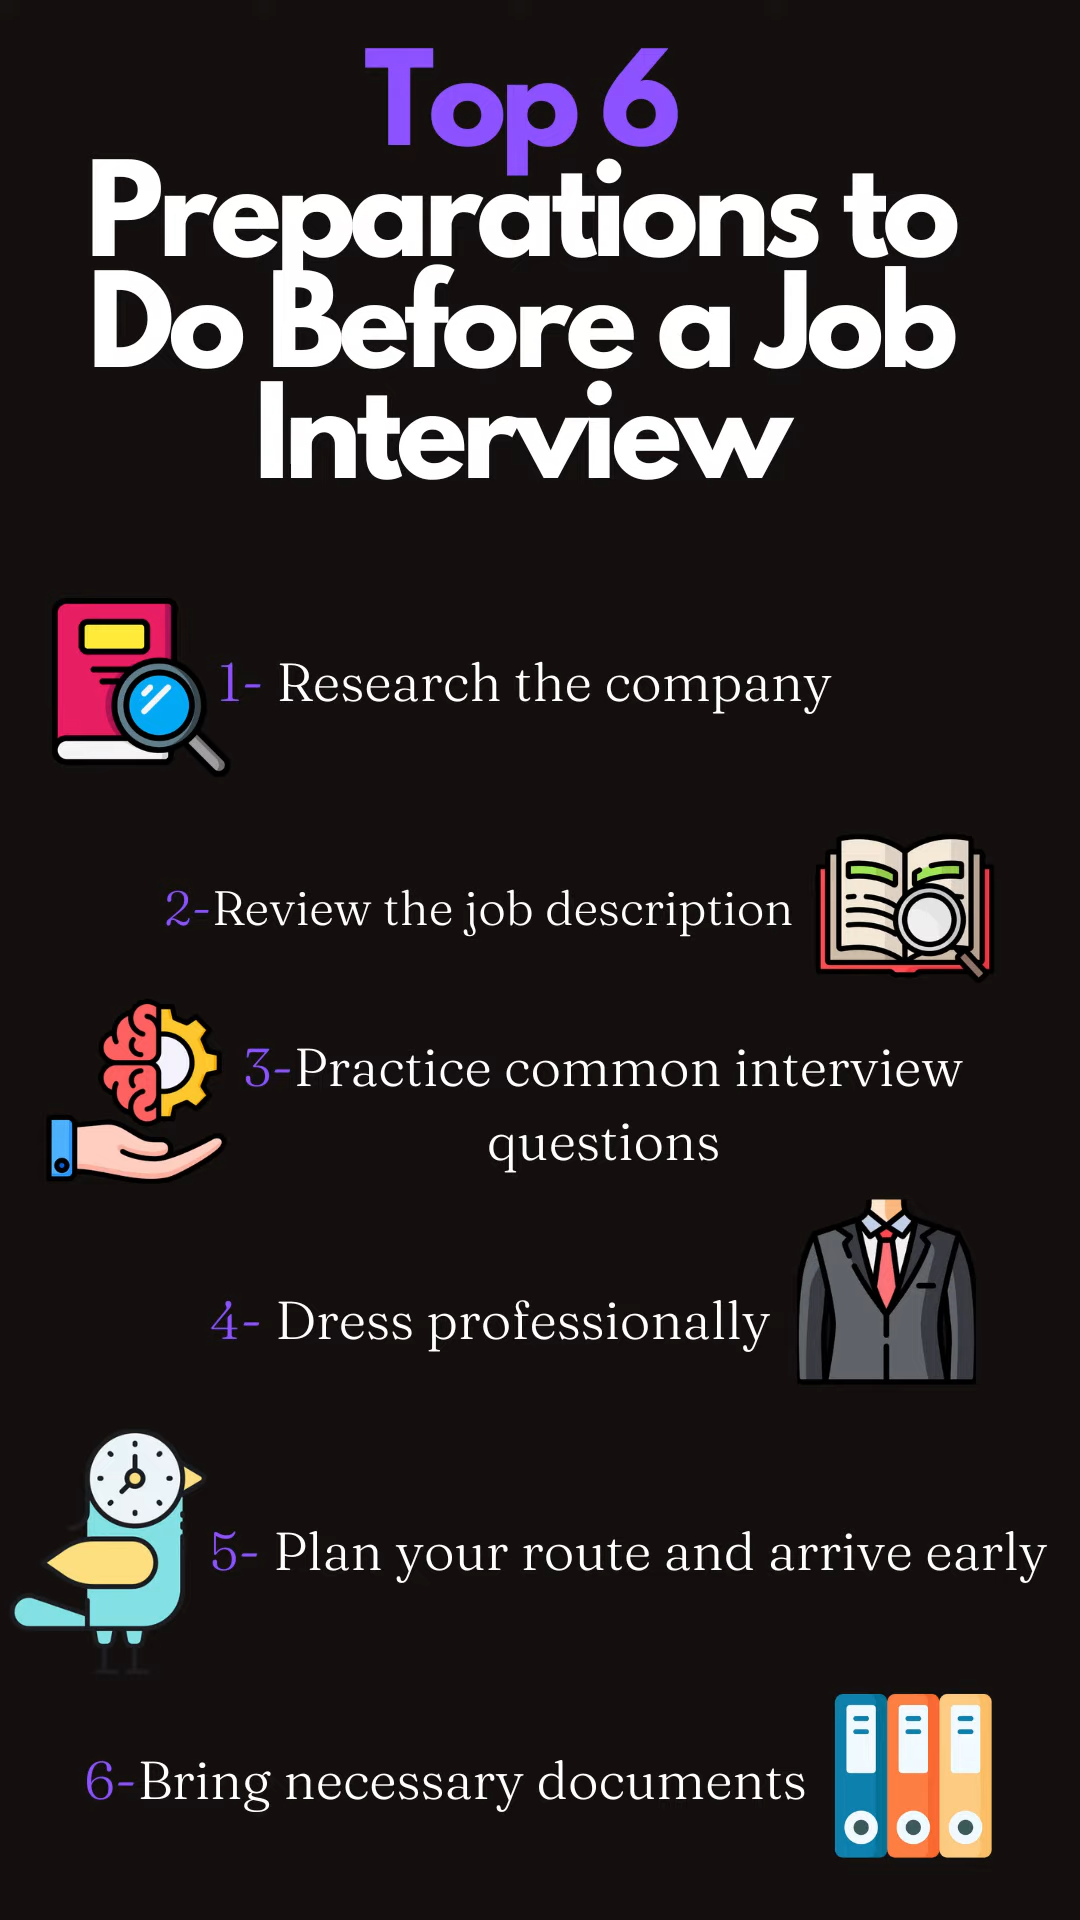 Top 6
Preparations to
Do Before a Job
Interview
1- Research the company
2-Review the job description
3-Practice common interview
questions
4- Dress professionally
5- Plan your route and arrive early
6-Bring necessary documents